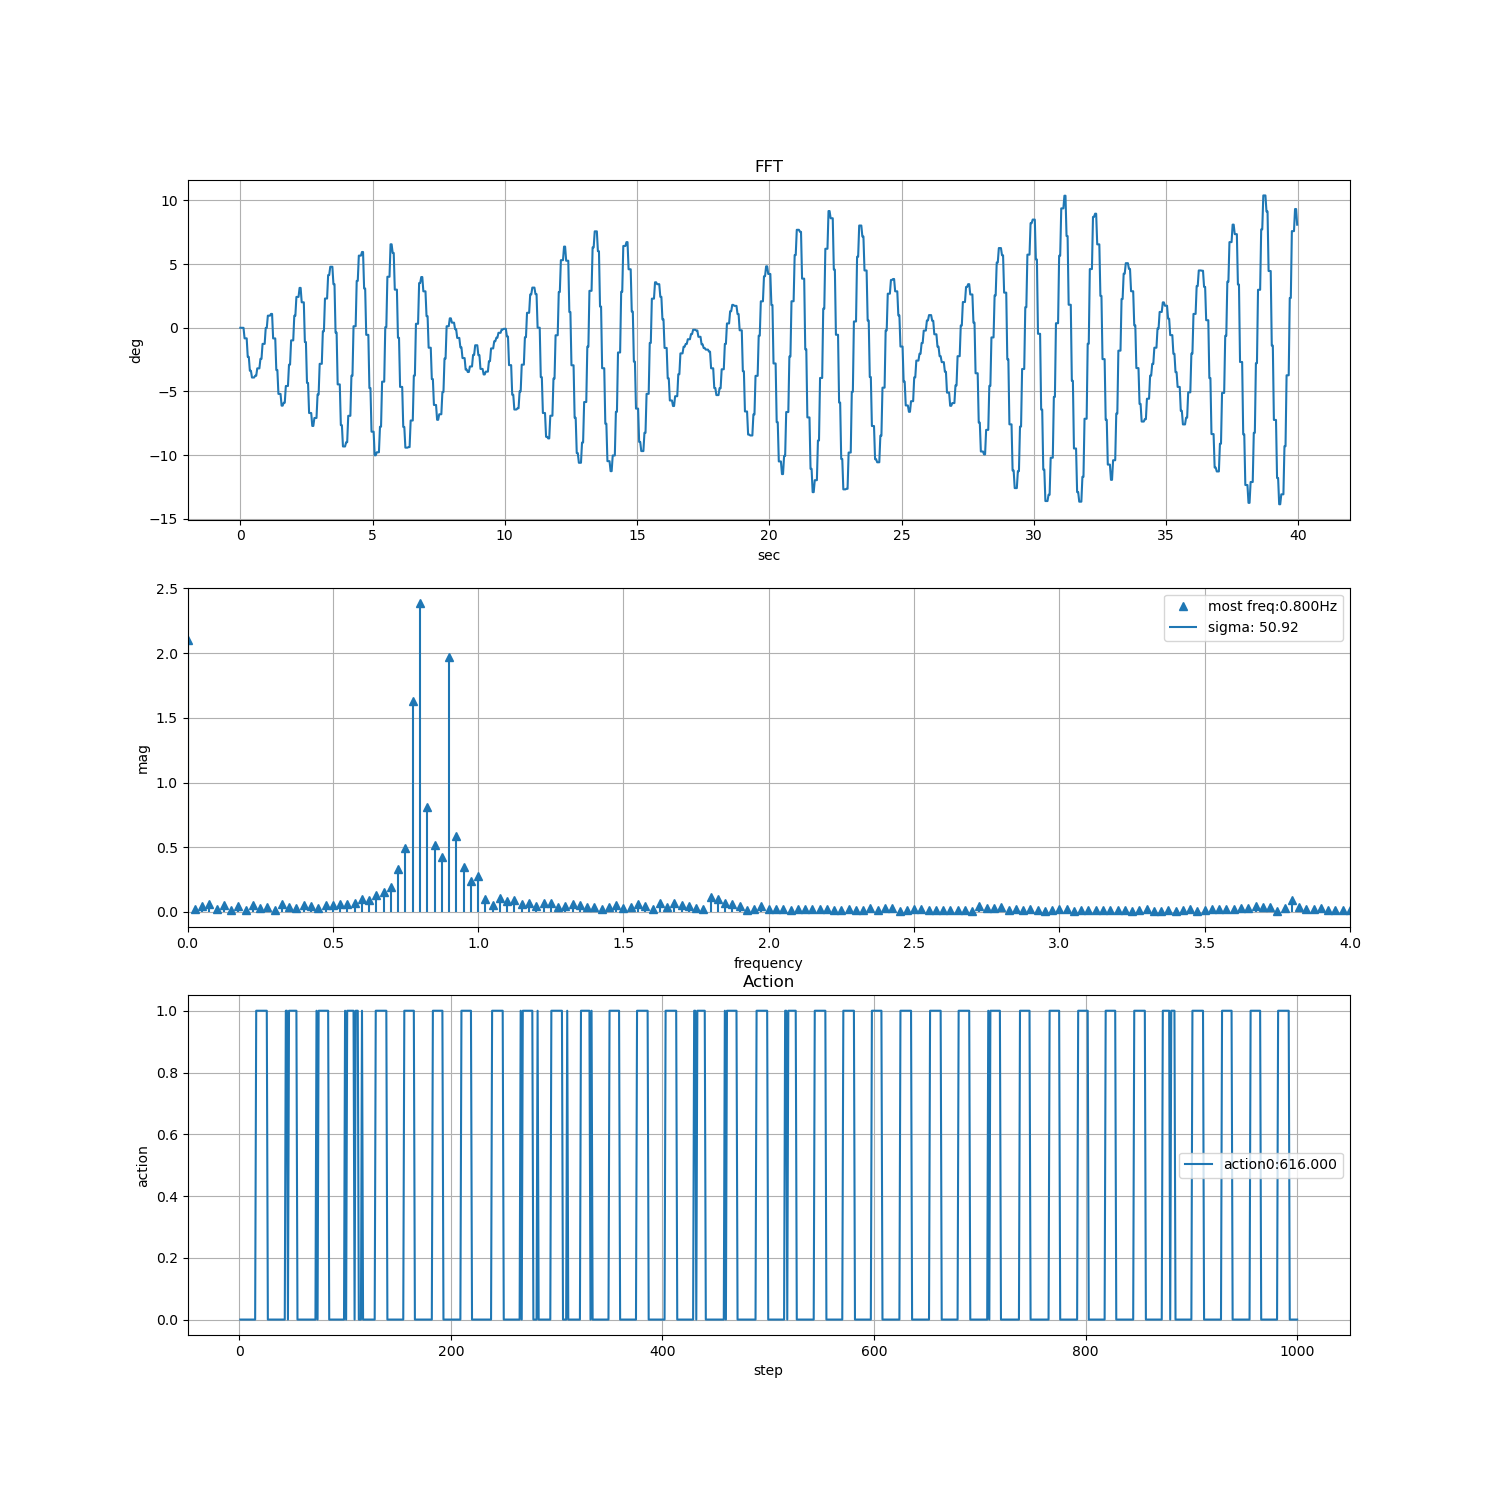 FFT
10
5
0
−5
−10
−15
deg
0 5 10 15 20 25 30 35 40
sec
2.5
2.0
1.5
1.0
0.5
0.0
mag
most freq:0.800Hz
sigma: 50.92
0.0 0.5 1.0 1.5 2.0 2.5 3.0 3.5 4.0
frequency
Action
1.0
0.8
0.6
0.4
0.2
0.0
action
action0:616.000
0 200 400 600 800 1000
step